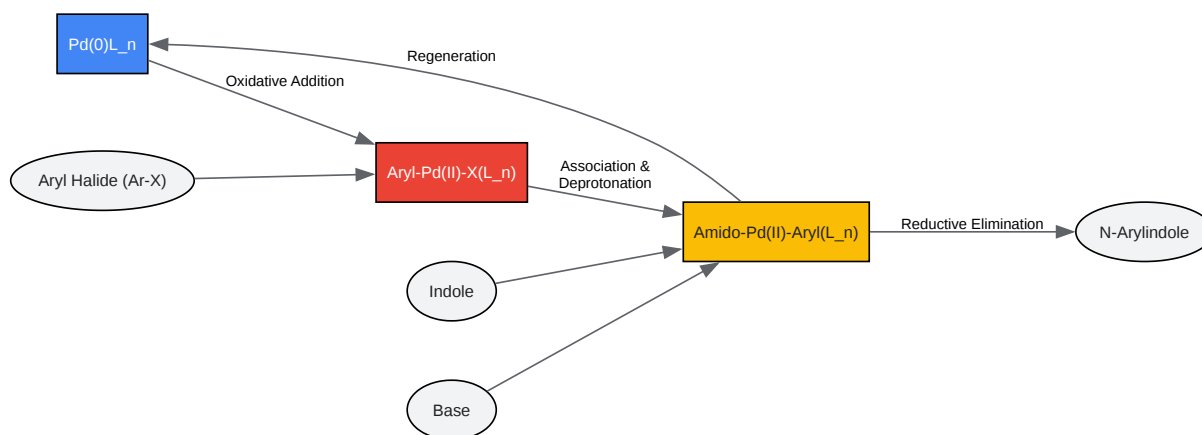 Pd(0)L_n
Regeneration
Oxidative Addition
Aryl Halide (Ar-X)
Aryl-Pd(II)-X(L_n)
Association &
Deprotonation
Amido-Pd(II)-Aryl(L_n)
Reductive Elimination
N-Arylindole
Indole
Base